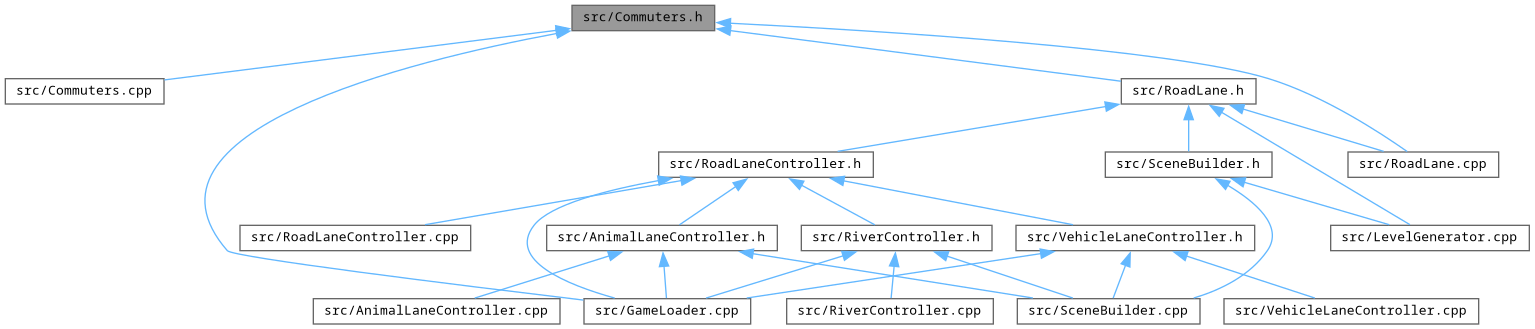 src/Commuters.h
src/Commuters.cpp
src/RoadLane.h
src/RoadLaneController.h
src/SceneBuilder.h
src/RoadLane.cpp
src/RoadLaneController.cpp
src/AnimalLaneController.h
src/RiverController.h
src/VehicleLaneController.h
src/LevelGenerator.cpp
src/AnimalLaneController.cpp
src/GameLoader.cpp
src/RiverController.cpp
src/SceneBuilder.cpp
src/VehicleLaneController.cpp